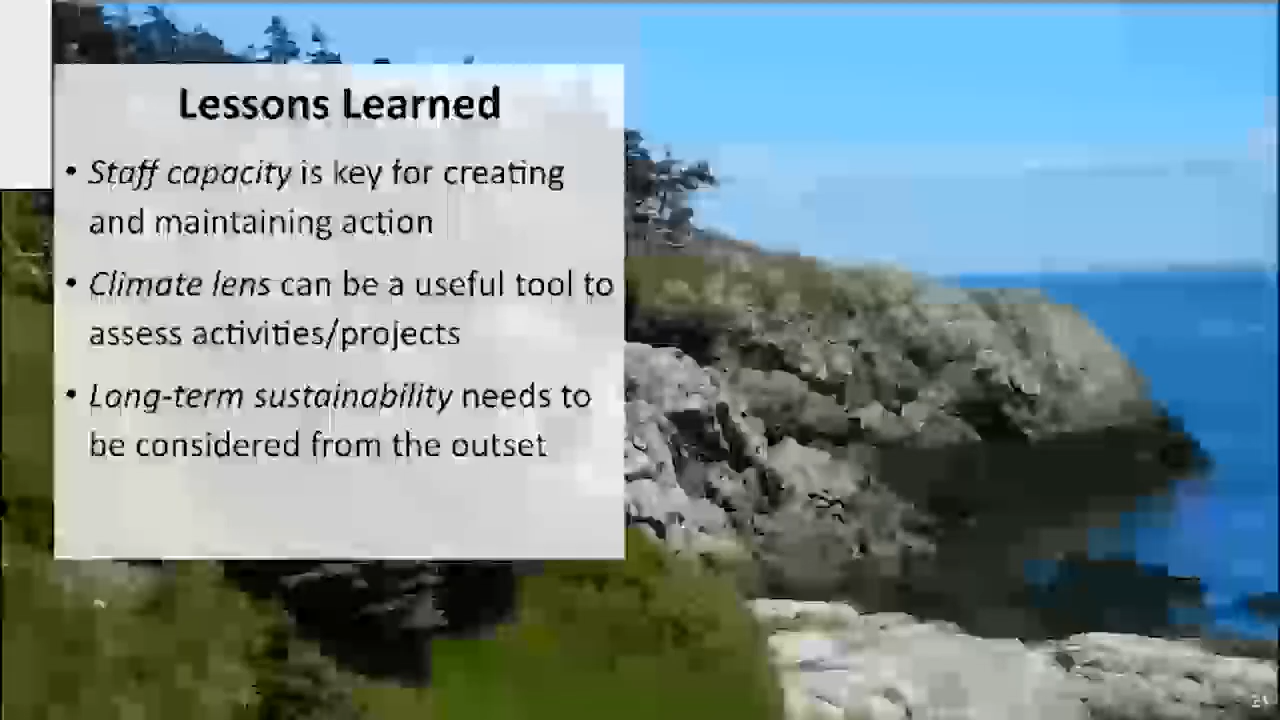 Lessons Learned
• Staff capacity is key for creating
and maintaining action
• Climate lens can be a useful tool to
assess activities/projects
• Long-term sustainability needs to
be considered from the outset